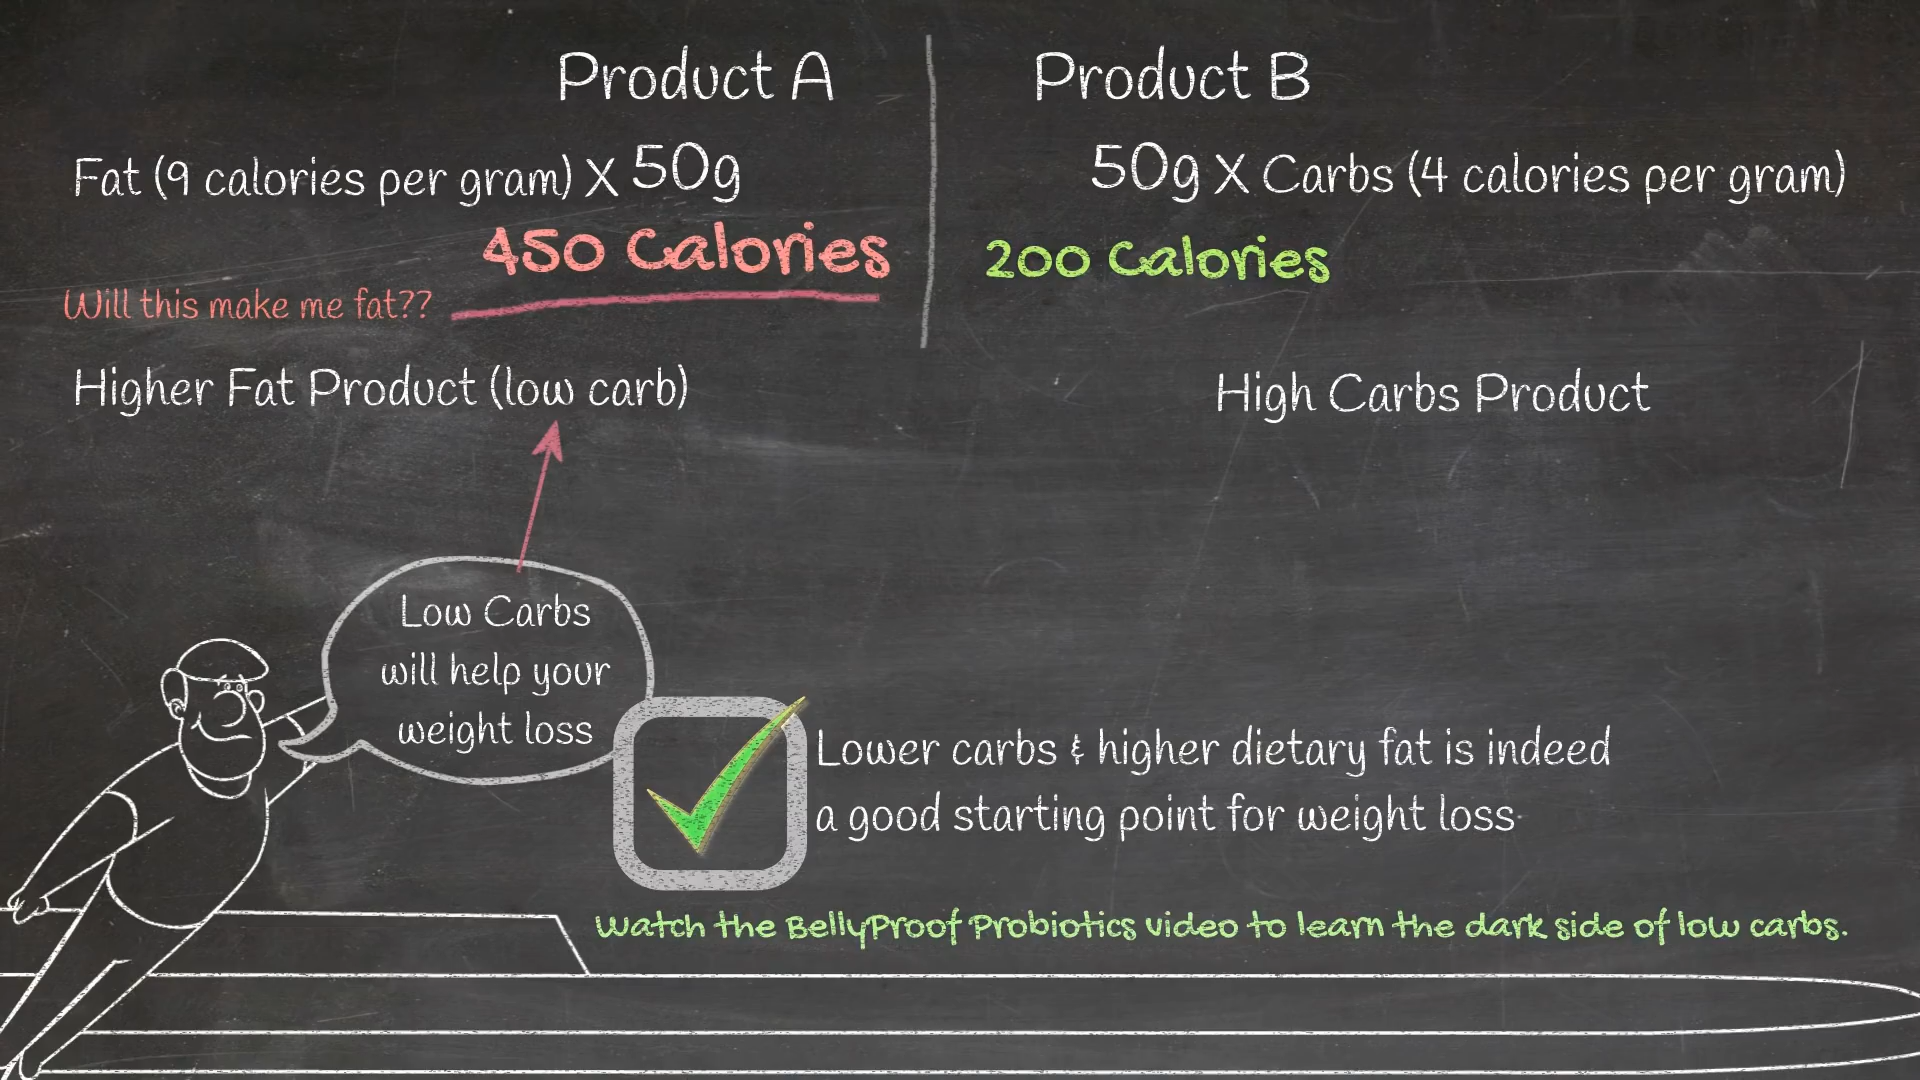 Product A
Product B
Fat (9 calories per gram) X 50g
50g X Carbs (4 calories per gram)
450 Calories
200 Calories
Will this make me fat??
Higher Fat Product (low carb)
High Carbs Product
Low Carbs
will help your
weight loss
Lower carbs & higher dietary fat is indeed
a good starting point for weight loss
Watch the BellyProof Probiotics video to learn the dark side of low carbs.